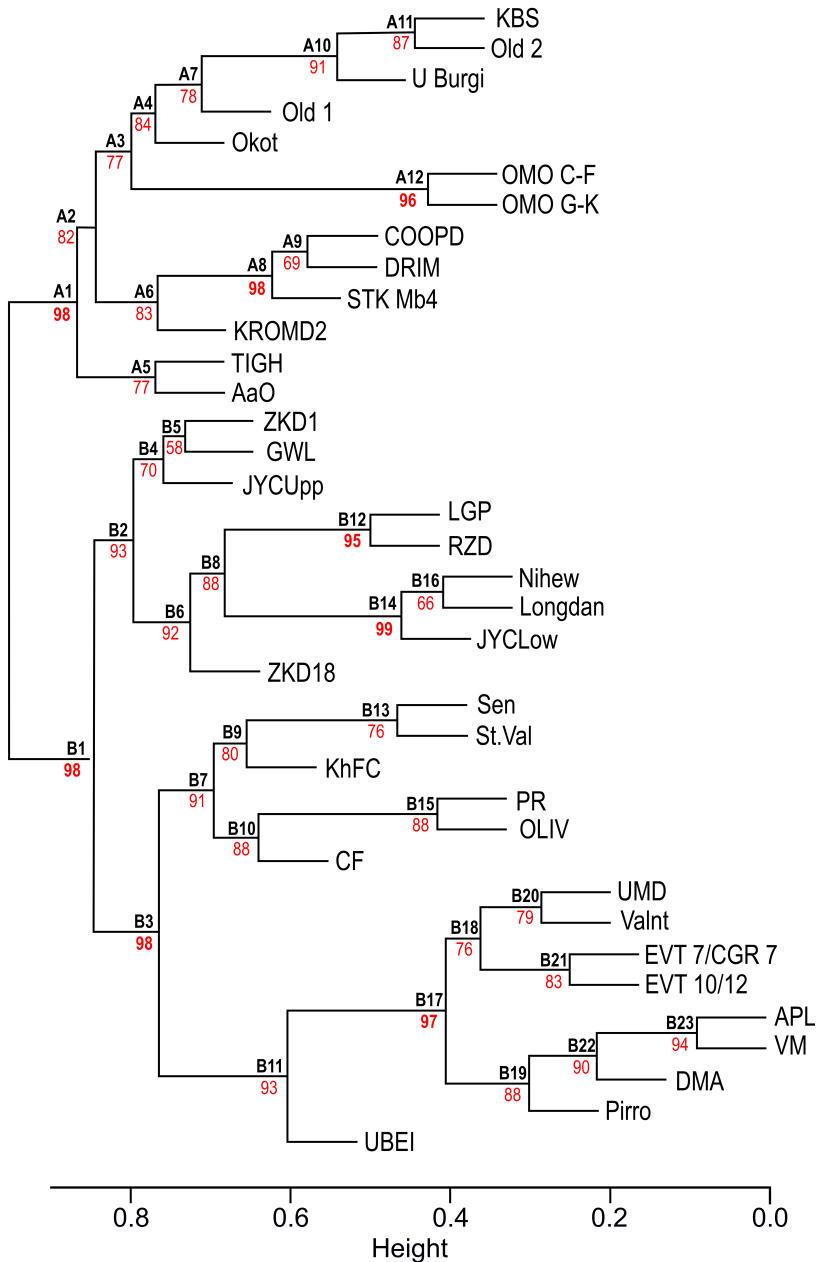 A11 KBS
87 Old 2
A10
91 U Burgi
A7
78 Old 1
A4
84 Okot
A3
77
A12 OMO C-F
96 OMO G-K
A2
82
A9 COOPD
69 DRIM
A8
98 STK Mb4
A1
98
A6
83 KROMD2
A5 TIGH
77 AaO
B5 ZKD1
58 GWL
B4
70 JYCUpp
B2
93
B12 LGP
95 RZD
B8
88
B16 Nihew
66 Longdan
B14
99 JYCLow
B6
92 ZKD18
B1
98
B13 Sen
76 St.Val
B9
80 KhFC
B7
91
B15 PR
88 OLIV
B10
88 CF
B3
98
B20 UMD
79 Valnt
B18
76
B21 EVT 7/CGR 7
83 EVT 10/12
B17
97
B23 APL
94 VM
B22
90 DMA
B19
88 Pirro
B11
93 UBEI
0.8 0.6 0.4 0.2 0.0
Height